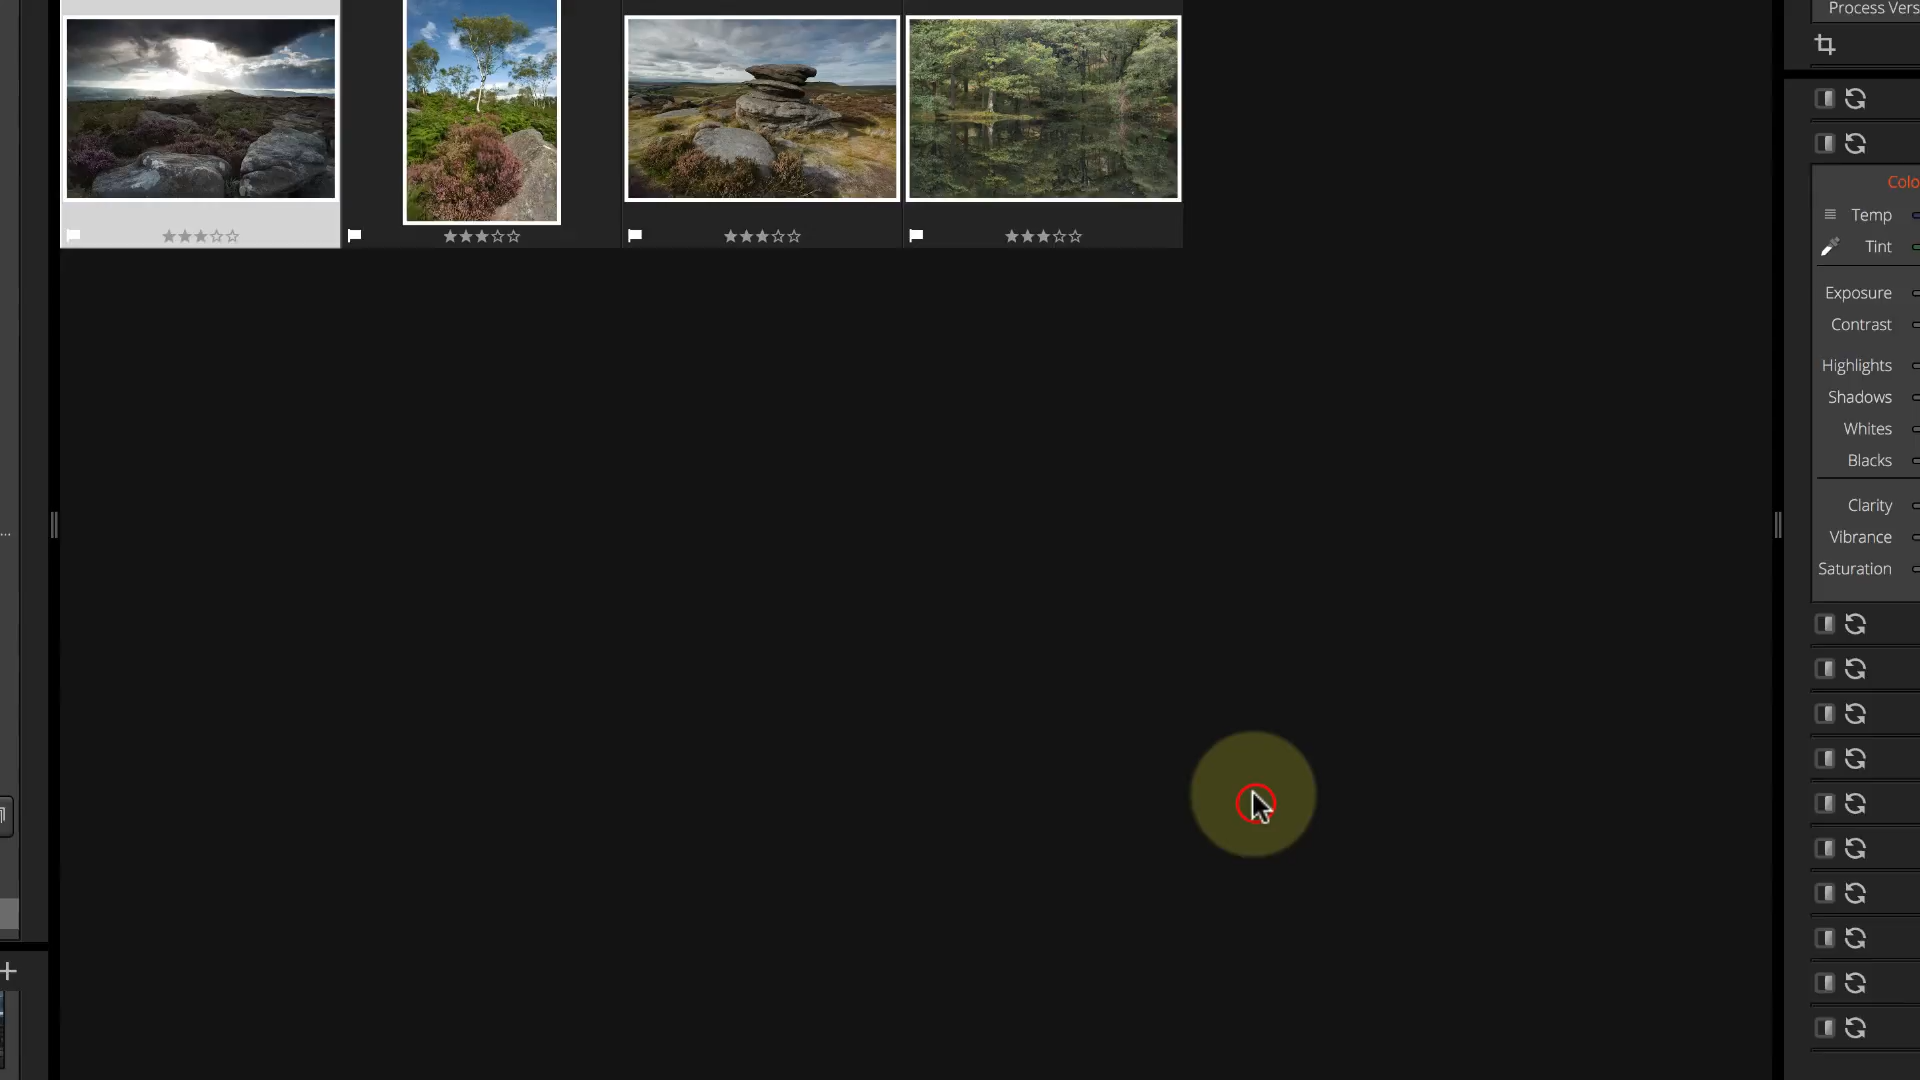 Process Vers
Colo
Temp
Tint
Exposure
Contrast
Highlights
Shadows
Whites
Blacks
Clarity
Vibrance
Saturation
...